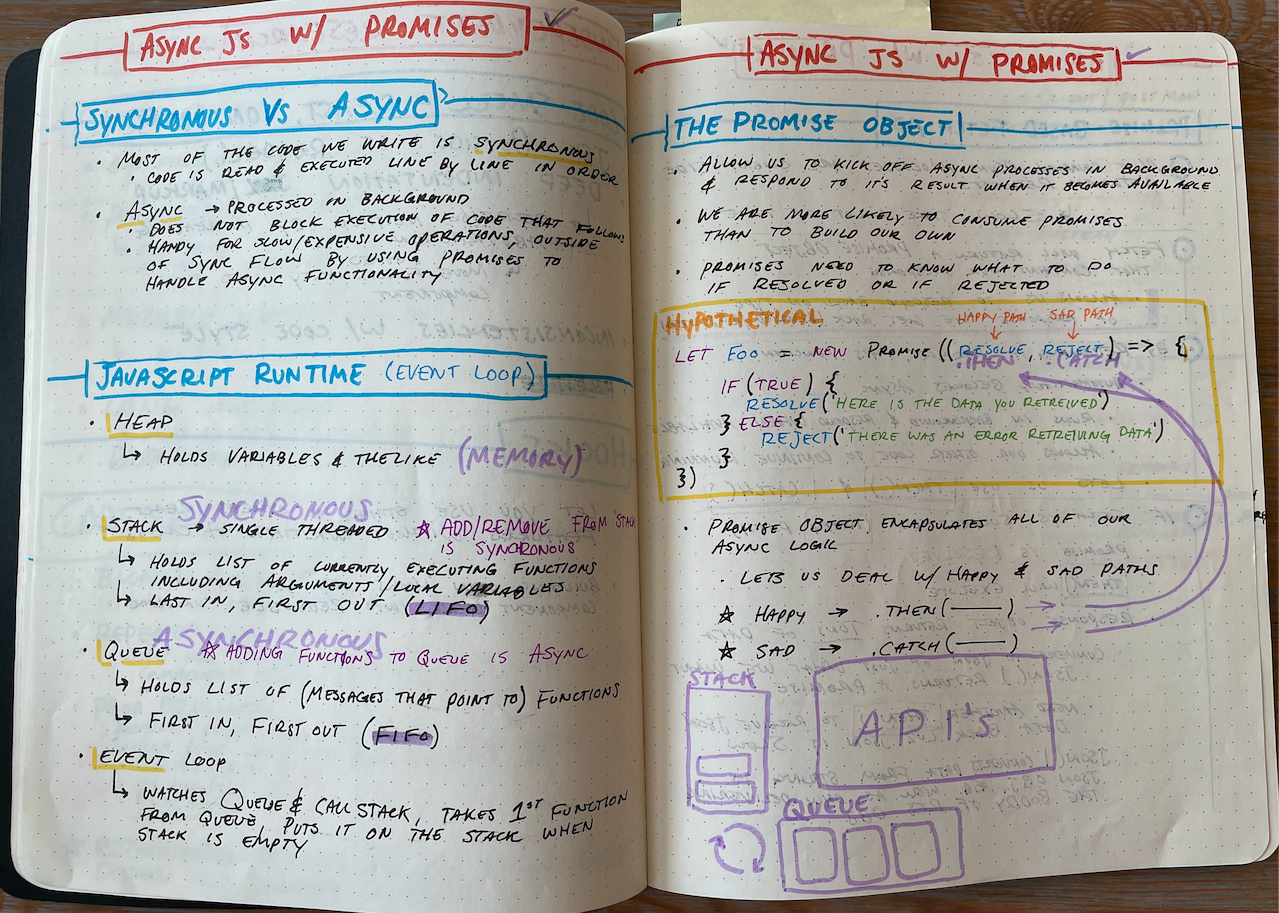 ASYNC JS W/ PROMISES
SYNCHRONOUS VS ASYNC
• MOST OF THE CODE WE WRITE IS SYNCHRONOUS
• CODE IS READ & EXECUTED LINE BY LINE IN ORDER
• ASYNC → PROCESSED IN BACKGROUND
• DOES NOT BLOCK EXECUTION OF CODE THAT FOLLOWS
• HANDY FOR SLOW/EXPENSIVE OPERATIONS, OUTSIDE
OF SYNC FLOW BY USING PROMISES TO
HANDLE ASYNC FUNCTIONALITY
JAVASCRIPT RUNTIME (EVENT LOOP)
• HEAP
↳ HOLDS VARIABLES & THE LIKE (MEMORY)
SYNCHRONOUS
• STACK → SINGLE THREADED ☆ ADD/REMOVE FROM STACK
IS SYNCHRONOUS
↳ HOLDS LIST OF CURRENTLY EXECUTING FUNCTIONS
INCLUDING ARGUMENTS/LOCAL VARIABLES
↳ LAST IN, FIRST OUT (LIFO)
ASYNCHRONOUS
• QUEUE ☆ ADDING FUNCTIONS TO QUEUE IS ASYNC
↳ HOLDS LIST OF (MESSAGES THAT POINT TO) FUNCTIONS
↳ FIRST IN, FIRST OUT (FIFO)
• EVENT LOOP
↳ WATCHES QUEUE & CALL STACK, TAKES 1ST FUNCTION
FROM QUEUE PUTS IT ON THE STACK WHEN
STACK IS EMPTY
ASYNC JS W/ PROMISES
THE PROMISE OBJECT
• ALLOW US TO KICK OFF ASYNC PROCESSES IN BACKGROUND
& RESPOND TO IT'S RESULT WHEN IT BECOMES AVAILABLE
• WE ARE MORE LIKELY TO CONSUME PROMISES
THAN TO BUILD OUR OWN
• PROMISES NEED TO KNOW WHAT TO DO
IF RESOLVED OR IF REJECTED
HYPOTHETICAL
HAPPY PATH SAD PATH
LET FOO = NEW PROMISE((RESOLVE, REJECT) => {
.THEN .CATCH
IF (TRUE) {
RESOLVE('HERE IS THE DATA YOU RETREIVED')
} ELSE {
REJECT('THERE WAS AN ERROR RETREIVING DATA')
}
})
• PROMISE OBJECT ENCAPSULATES ALL OF OUR
ASYNC LOGIC
• LETS US DEAL W/ HAPPY & SAD PATHS
☆ HAPPY → .THEN(——)
☆ SAD → .CATCH(——)
STACK
API'S
QUEUE